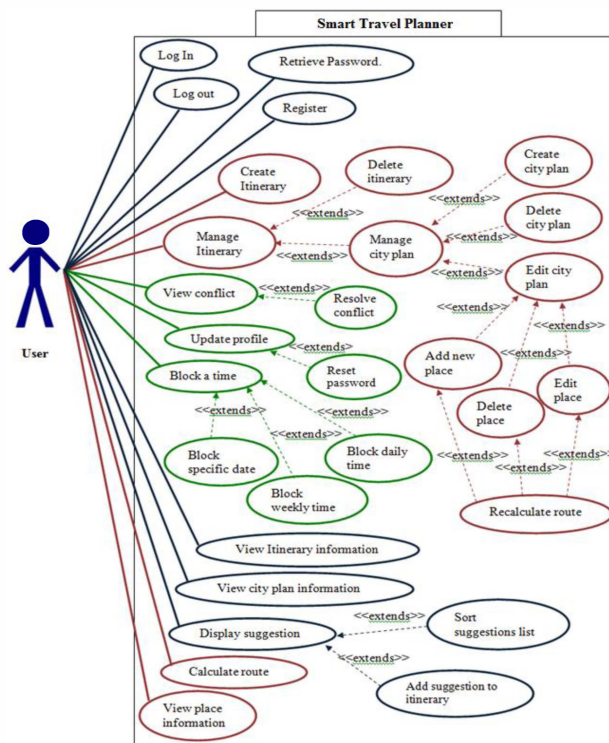 Smart Travel Planner
Log In
Retrieve Password.
Log out
Register
Create
Itinerary
Delete
itinerary
Create
city plan
<<extends>>
<<extends>>
Delete
city plan
Manage
Itinerary
<<extends>>
Manage
city plan
<<extends>>
<<extends>>
Edit city
plan
View conflict
<<extends>>
Resolve
conflict
<<extends>>
<<extends>>
<<extends>>
Update profile
<<extends>>
User
Block a time
Reset
password
Add new
place
Delete
place
Edit
place
<<extends>>
<<extends>>
<<extends>>
Block
specific date
Block
weekly time
Block daily
time
<<extends>>
<<extends>>
<<extends>>
Recalculate route
View Itinerary information
View city plan information
Display suggestion
<<extends>>
Sort
suggestions list
<<extends>>
Calculate route
Add suggestion to
itinerary
View place
information